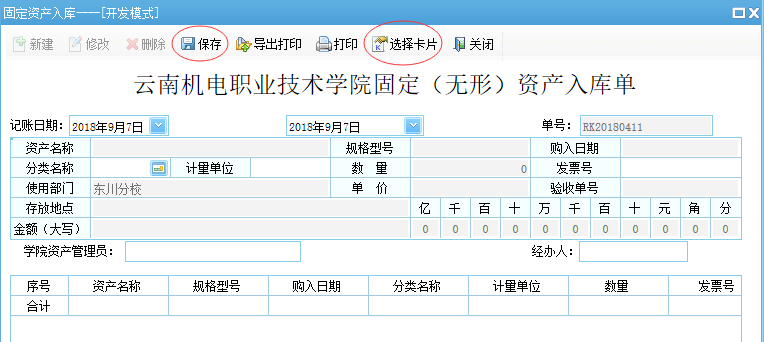 固定资产入库——[开发模式]
新建 修改 删除 保存 导出打印 打印 选择卡片 关闭
云南机电职业技术学院固定（无形）资产入库单
记账日期: 2018年9月7日 2018年9月7日 单号: RK20180411
资产名称 规格型号 购入日期
分类名称 计量单位 数 量 0 发票号
使用部门 东川分校 单 价 验收单号
存放地点 亿 千 百 十 万 千 百 十 元 角 分
金额（大写） 0 0 0 0 0 0 0 0 0 0 0
学院资产管理员: 经办人:
序号 资产名称 规格型号 购入日期 分类名称 计量单位 数量 发票号
合计